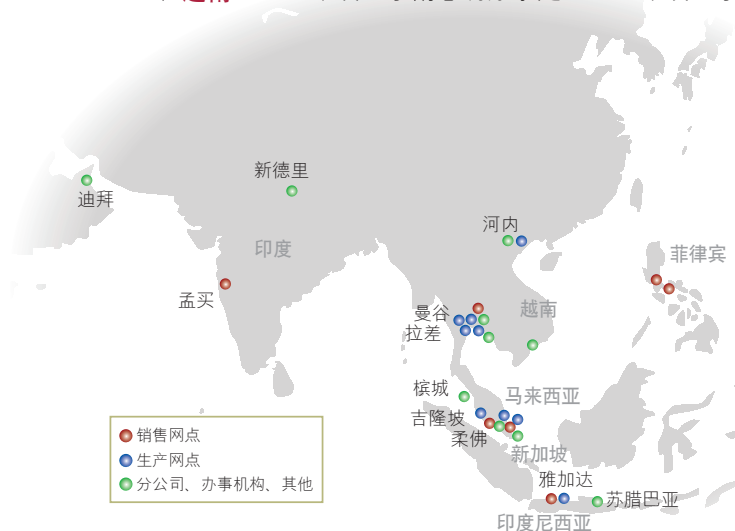 迪拜
新德里
印度
孟买
河内
菲律宾
越南
曼谷
拉差
槟城
马来西亚
吉隆坡
柔佛
新加坡
雅加达
苏腊巴亚
印度尼西亚
销售网点
生产网点
分公司、办事机构、其他